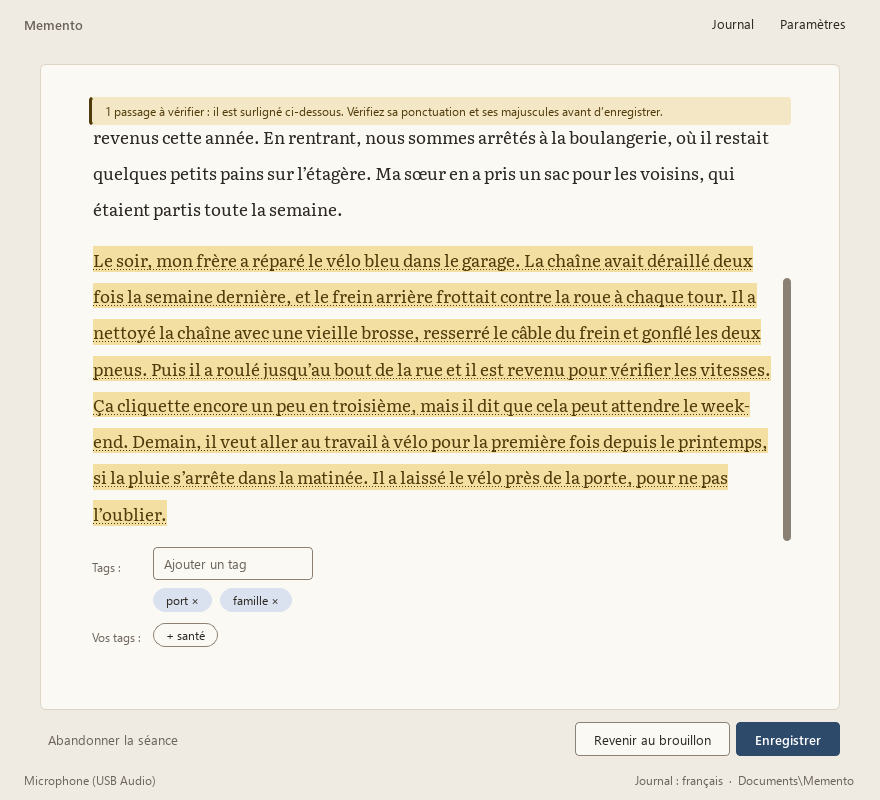 Memento
Journal
Paramètres
1 passage à vérifier : il est surligné ci-dessous. Vérifiez sa ponctuation et ses majuscules avant d’enregistrer.
revenus cette année. En rentrant, nous sommes arrêtés à la boulangerie, où il restait
quelques petits pains sur l’étagère. Ma sœur en a pris un sac pour les voisins, qui
étaient partis toute la semaine.
Le soir, mon frère a réparé le vélo bleu dans le garage. La chaîne avait déraillé deux
fois la semaine dernière, et le frein arrière frottait contre la roue à chaque tour. Il a
nettoyé la chaîne avec une vieille brosse, resserré le câble du frein et gonflé les deux
pneus. Puis il a roulé jusqu’au bout de la rue et il est revenu pour vérifier les vitesses.
Ça cliquette encore un peu en troisième, mais il dit que cela peut attendre le week-
end. Demain, il veut aller au travail à vélo pour la première fois depuis le printemps,
si la pluie s’arrête dans la matinée. Il a laissé le vélo près de la porte, pour ne pas
l’oublier.
Tags :
Ajouter un tag
port ×
famille ×
Vos tags :
+ santé
Abandonner la séance
Revenir au brouillon
Enregistrer
Microphone (USB Audio)
Journal : français · Documents\Memento